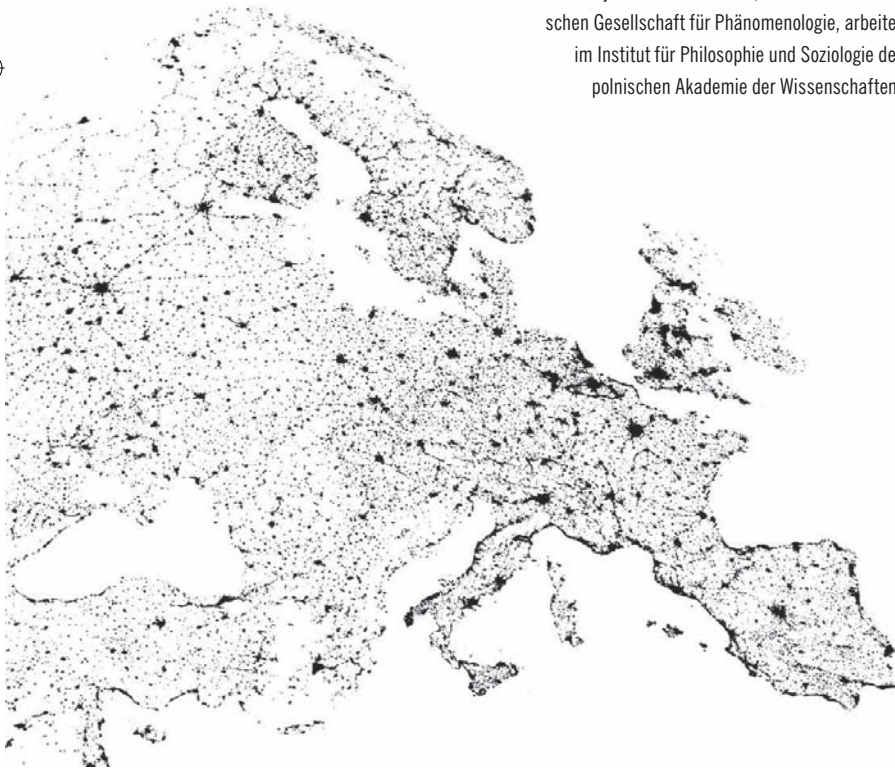 schen Gesellschaft für Phänomenologie, arbeite
im Institut für Philosophie und Soziologie de
polnischen Akademie der Wissenschaften